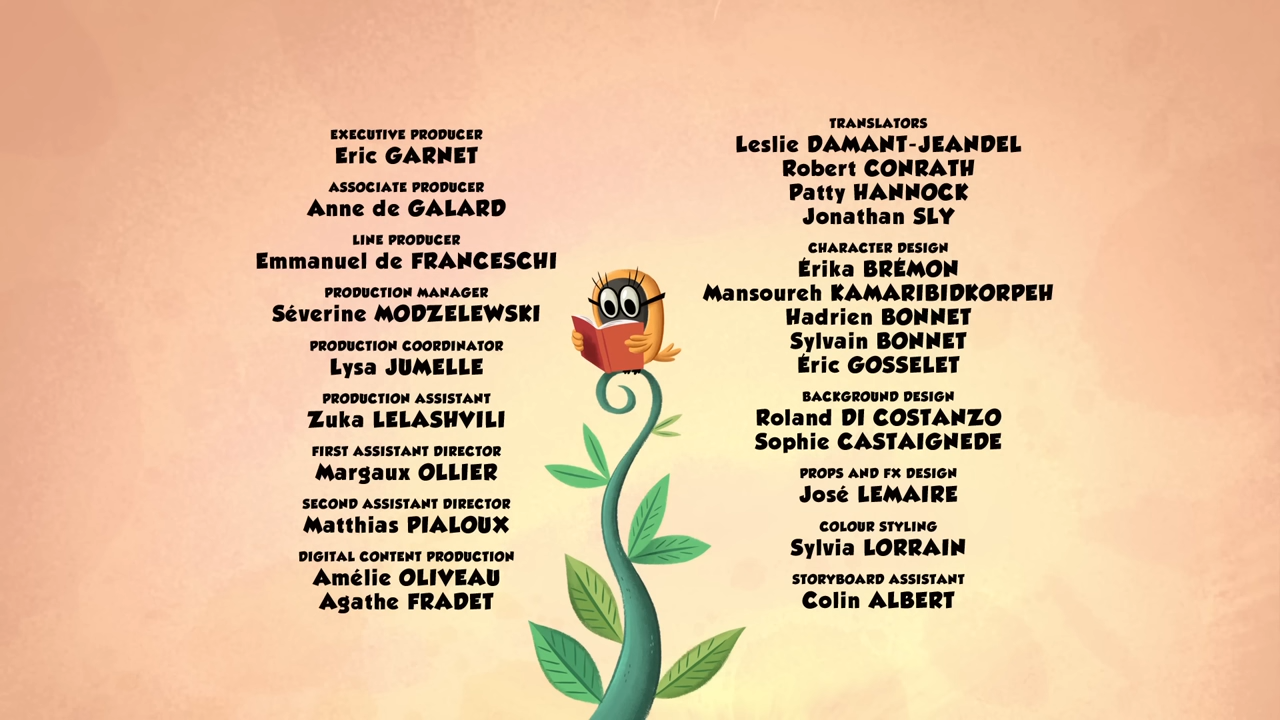 EXECUTIVE PRODUCER
Eric GARNET
ASSOCIATE PRODUCER
Anne de GALARD
LINE PRODUCER
Emmanuel de FRANCESCHI
PRODUCTION MANAGER
Séverine MODZELEWSKI
PRODUCTION COORDINATOR
Lysa JUMELLE
PRODUCTION ASSISTANT
Zuka LELASHVILI
FIRST ASSISTANT DIRECTOR
Margaux OLLIER
SECOND ASSISTANT DIRECTOR
Matthias PIALOUX
DIGITAL CONTENT PRODUCTION
Amélie OLIVEAU
Agathe FRADET
TRANSLATORS
Leslie DAMANT-JEANDEL
Robert CONRATH
Patty HANNOCK
Jonathan SLY
CHARACTER DESIGN
Érika BRÉMON
Mansoureh KAMARIBIDKORPEH
Hadrien BONNET
Sylvain BONNET
Éric GOSSELET
BACKGROUND DESIGN
Roland DI COSTANZO
Sophie CASTAIGNEDE
PROPS AND FX DESIGN
José LEMAIRE
COLOUR STYLING
Sylvia LORRAIN
STORYBOARD ASSISTANT
Colin ALBERT